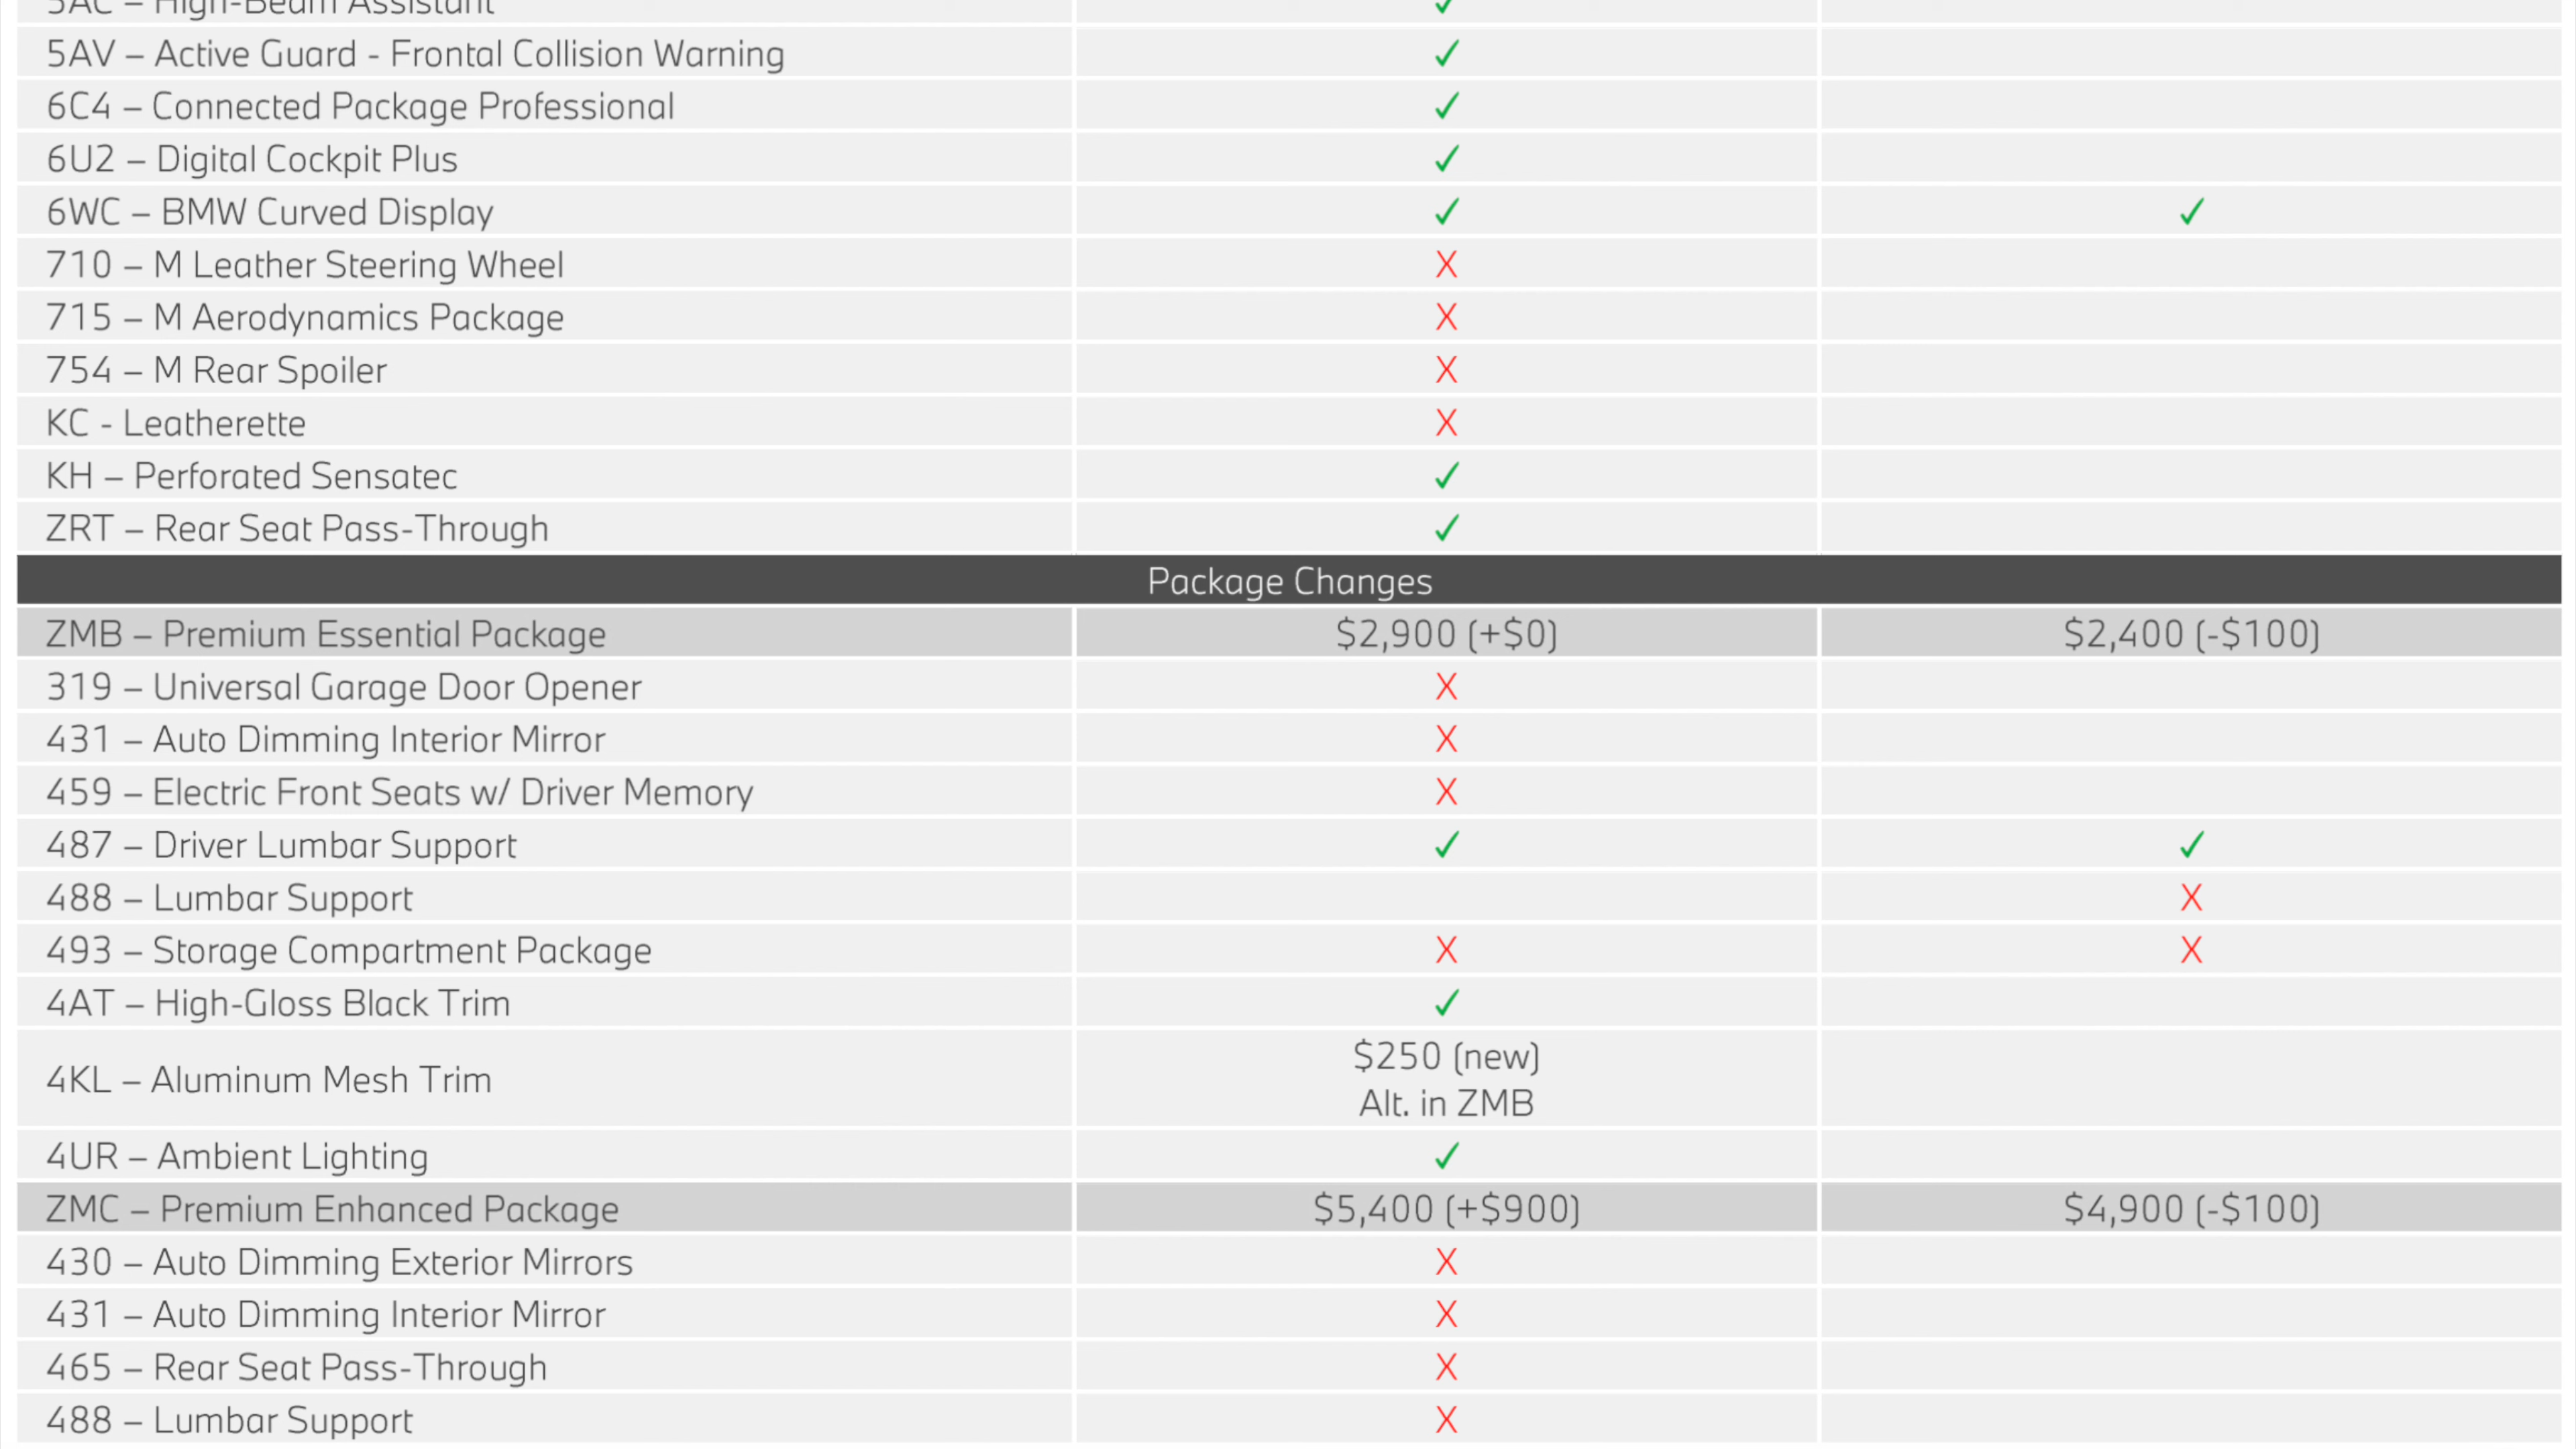 5AC – High-Beam Assistant ✓
5AV – Active Guard - Frontal Collision Warning ✓
6C4 – Connected Package Professional ✓
6U2 – Digital Cockpit Plus ✓
6WC – BMW Curved Display ✓ ✓
710 – M Leather Steering Wheel X
715 – M Aerodynamics Package X
754 – M Rear Spoiler X
KC - Leatherette X
KH – Perforated Sensatec ✓
ZRT – Rear Seat Pass-Through ✓
Package Changes
ZMB – Premium Essential Package $2,900 (+$0) $2,400 (-$100)
319 – Universal Garage Door Opener X
431 – Auto Dimming Interior Mirror X
459 – Electric Front Seats w/ Driver Memory X
487 – Driver Lumbar Support ✓ ✓
488 – Lumbar Support X
493 – Storage Compartment Package X X
4AT – High-Gloss Black Trim ✓
4KL – Aluminum Mesh Trim $250 (new)
Alt. in ZMB
4UR – Ambient Lighting ✓
ZMC – Premium Enhanced Package $5,400 (+$900) $4,900 (-$100)
430 – Auto Dimming Exterior Mirrors X
431 – Auto Dimming Interior Mirror X
465 – Rear Seat Pass-Through X
488 – Lumbar Support X